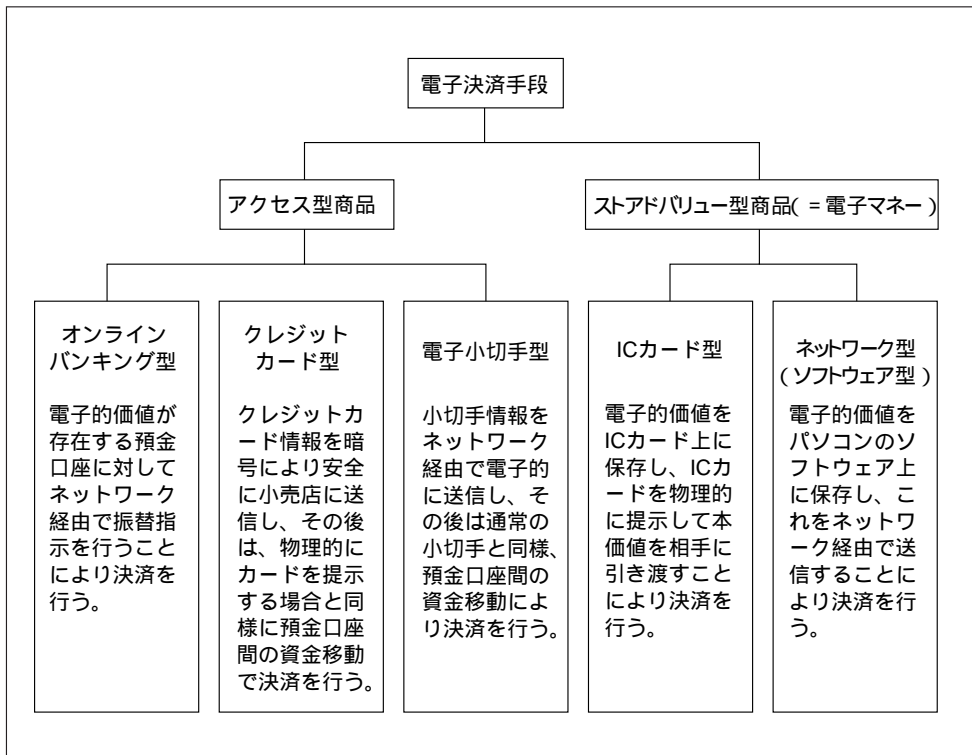 電子決済手段
アクセス型商品
ストアドバリュー型商品( = 電子マネー )
オンライン
バンキング型
電子的価値が
存在する預金
口座に対して
ネットワーク
経由で振替指
示を行うこと
により決済を
行う。
クレジット
カード型
クレジットカ
ード情報を暗
号により安全
に小売店に送
信し、その後
は、物理的に
カードを提示
する場合と同
様に預金口座
間の資金移動
で決済を行う。
電子小切手型
小切手情報を
ネットワーク
経由で電子的
に送信し、そ
の後は通常の
小切手と同様、
預金口座間の
資金移動によ
り決済を行う。
ICカード型
電子的価値を
ICカード上に
保存し、ICカ
ードを物理的
に提示して本
価値を相手に
引き渡すこと
により決済を
行う。
ネットワーク型
( ソフトウェア型 )
電子的価値を
パソコンのソ
フトウェア上
に保存し、こ
れをネットワ
ーク経由で送
信することに
より決済を行
う。